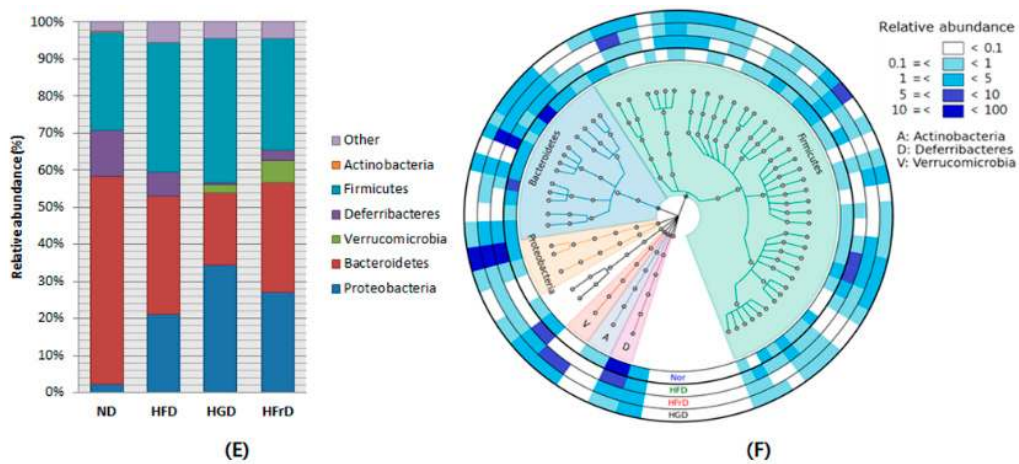 100%
90%
80%
70%
60%
50%
40%
30%
20%
10%
0%
Relative abundance(%)
ND HFD HGD HFrD
Other
Actinobacteria
Firmicutes
Deferribacteres
Verrucomicrobia
Bacteroidetes
Proteobacteria
(E)
Relative abundance
< 0.1
0.1 =< < 1
1 =< < 5
5 =< < 10
10 =< < 100
A: Actinobacteria
D: Deferribacteres
V: Verrucomicrobia
Bacteroidetes
Firmicutes
Proteobacteria
V
A
D
Nor
HFD
HFrD
HGD
(F)